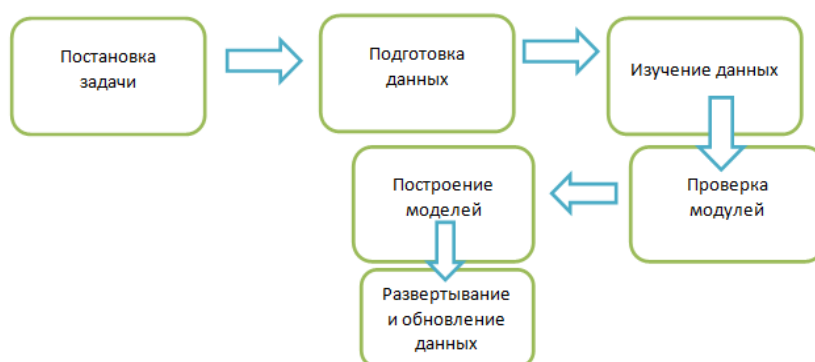 Постановка
задачи
Подготовка
данных
Изучение данных
Проверка
модулей
Построение
моделей
Развертывание
и обновление
данных